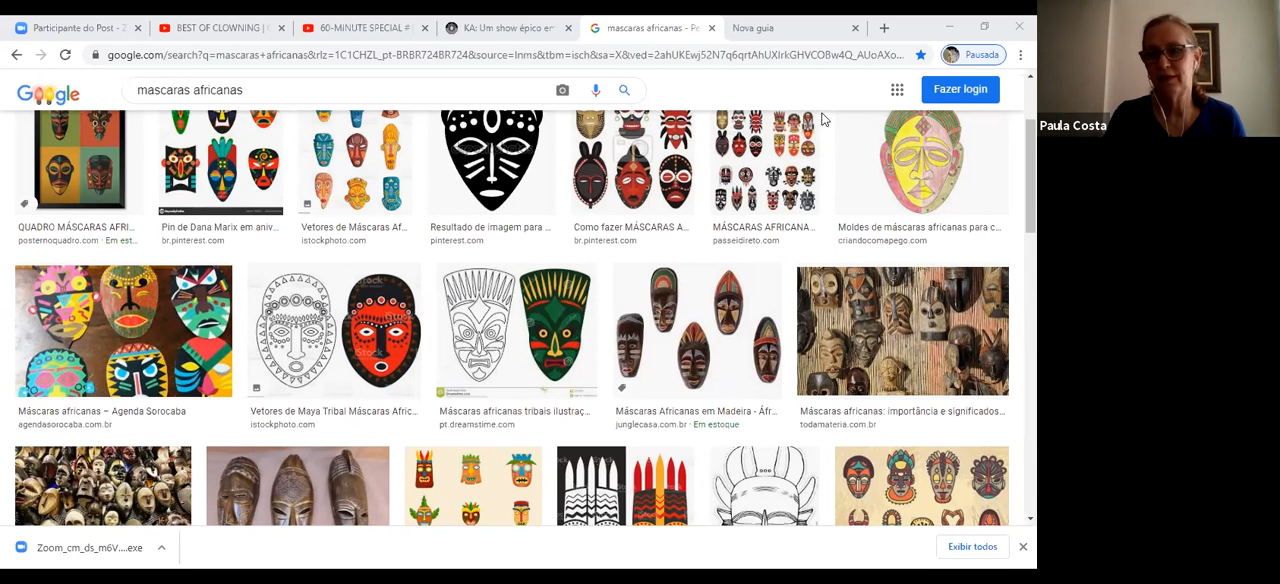 Participante do Post - Z
BEST OF CLOWNING | C
60-MINUTE SPECIAL #
KA: Um show épico em
mascaras africanas - Pe
Nova guia
google.com/search?q=mascaras+africanas&rlz=1C1CHZL_pt-BRBR724BR724&source=lnms&tbm=isch&sa=X&ved=2ahUKEwj52N7q6qrtAhUXIrkGHVCOBw4Q_AUoAXo...
Pausada
Google
mascaras africanas
Fazer login
Paula Costa
QUADRO MÁSCARAS AFRI...
Pin de Dana Marix em aniv...
Vetores de Máscaras Af...
Resultado de imagem para ...
Como fazer MÁSCARAS A...
MÁSCARAS AFRICANA...
Moldes de máscaras africanas para c...
posternoquadro.com · Em est...
br.pinterest.com
istockphoto.com
pinterest.com
br.pinterest.com
passeidireto.com
criandocomapego.com
iStock
iStock
Máscaras africanas – Agenda Sorocaba
Vetores de Maya Tribal Máscaras Afric...
Máscaras africanas tribais ilustraç...
Máscaras Africanas em Madeira - Áfr...
Máscaras africanas: importância e significados...
agendasorocaba.com.br
istockphoto.com
pt.dreamstime.com
junglecasa.com.br · Em estoque
todamateria.com.br
Zoom_cm_ds_m6V....exe
Exibir todos